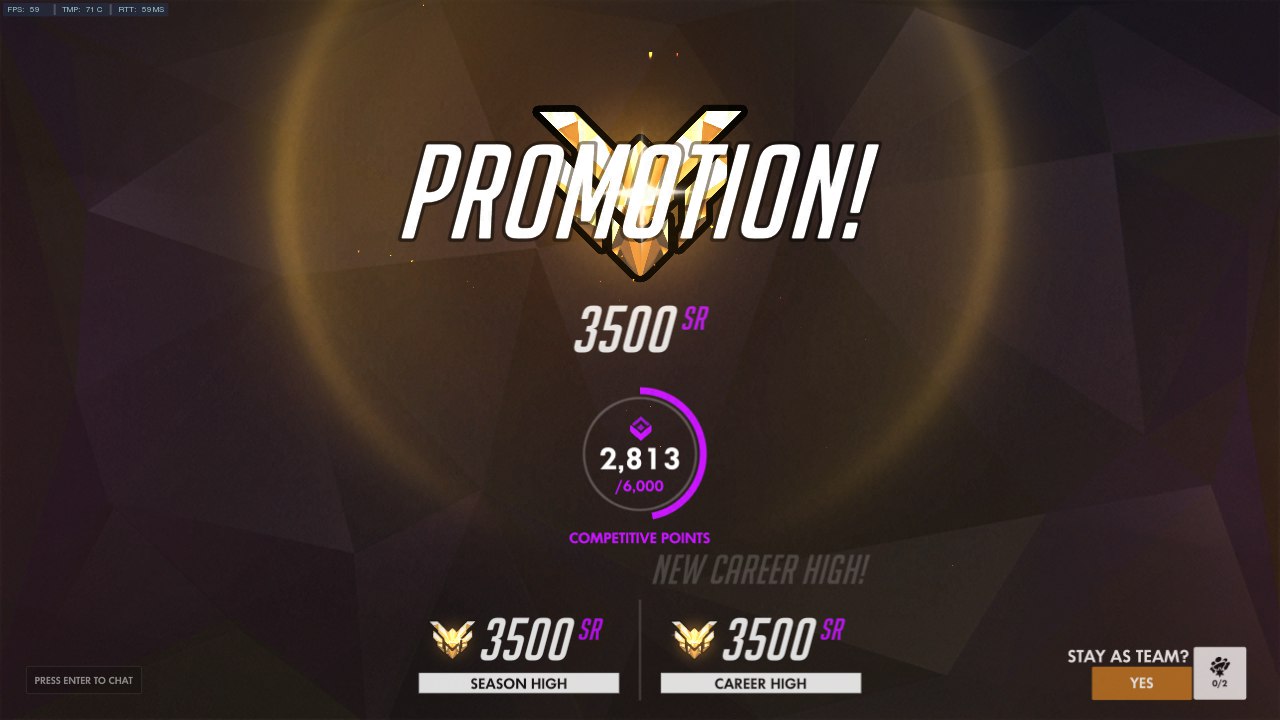 FPS: 59 | TMP: 71 C | RTT: 59 MS
PROMOTION!
3500 SR
2,813
/6,000
COMPETITIVE POINTS
NEW CAREER HIGH!
3500 SR
SEASON HIGH
3500 SR
CAREER HIGH
STAY AS TEAM?
YES
0/2
PRESS ENTER TO CHAT